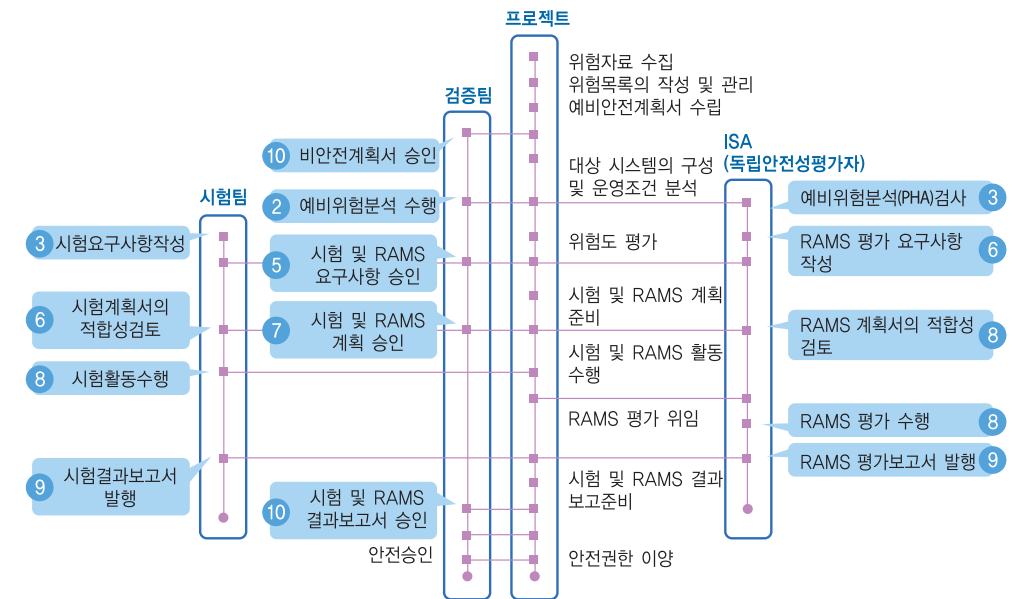 프로젝트
위험자료 수집
위험목록의 작성 및 관리
예비안전계획서 수립
대상 시스템의 구성
및 운영조건 분석
위험도 평가
시험 및 RAMS 계획
준비
시험 및 RAMS 활동
수행
RAMS 평가 위임
시험 및 RAMS 결과
보고준비
안전권한 이양
검증팀
10 비안전계획서 승인
2 예비위험분석 수행
5 시험 및 RAMS
요구사항 승인
7 시험 및 RAMS
계획 승인
10 시험 및 RAMS
결과보고서 승인
안전승인
시험팀
3 시험요구사항작성
6 시험계획서의
적합성검토
8 시험활동수행
9 시험결과보고서
발행
ISA
(독립안전성평가자)
예비위험분석(PHA)검사 3
RAMS 평가 요구사항 6
작성
RAMS 계획서의 적합성 8
검토
RAMS 평가 수행 8
RAMS 평가보고서 발행 9